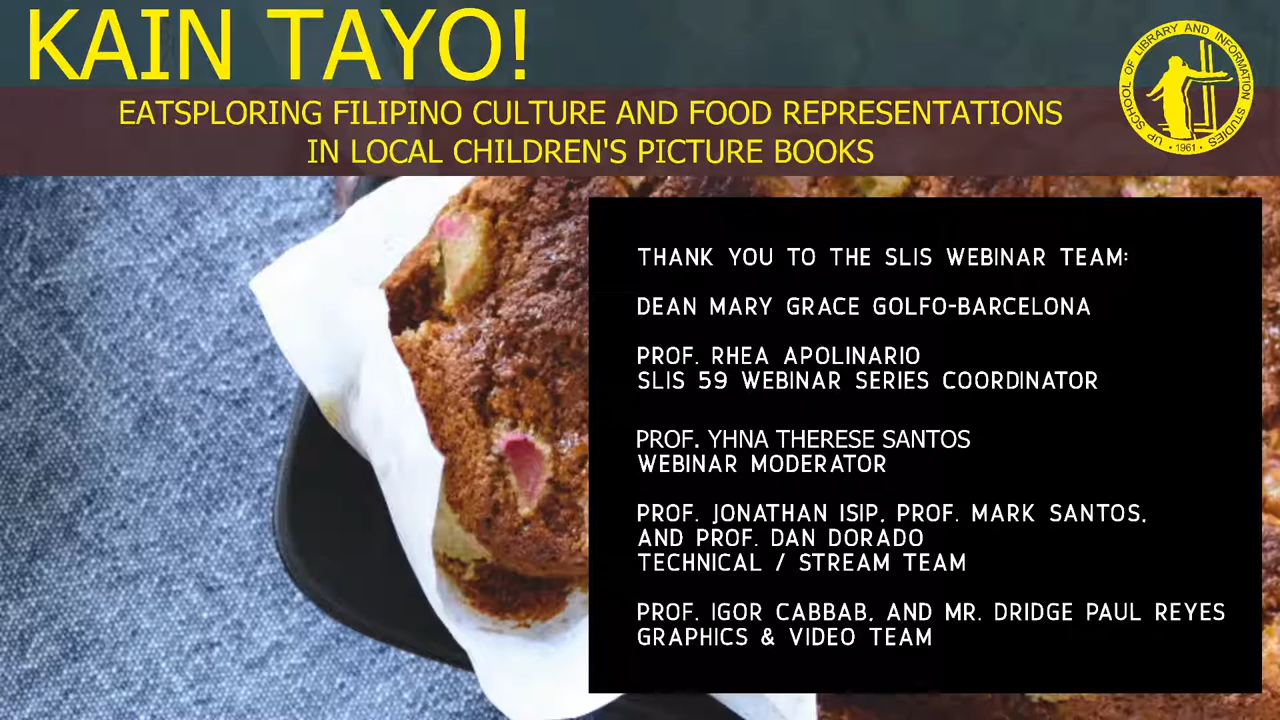 KAIN TAYO!
EATSPLORING FILIPINO CULTURE AND FOOD REPRESENTATIONS
IN LOCAL CHILDREN'S PICTURE BOOKS
UP SCHOOL OF LIBRARY AND INFORMATION STUDIES
• 1961 •
THANK YOU TO THE SLIS WEBINAR TEAM:
DEAN MARY GRACE GOLFO-BARCELONA
PROF. RHEA APOLINARIO
SLIS 59 WEBINAR SERIES COORDINATOR
PROF. YHNA THERESE SANTOS
WEBINAR MODERATOR
PROF. JONATHAN ISIP, PROF. MARK SANTOS,
AND PROF. DAN DORADO
TECHNICAL / STREAM TEAM
PROF. IGOR CABBAB, AND MR. DRIDGE PAUL REYES
GRAPHICS & VIDEO TEAM